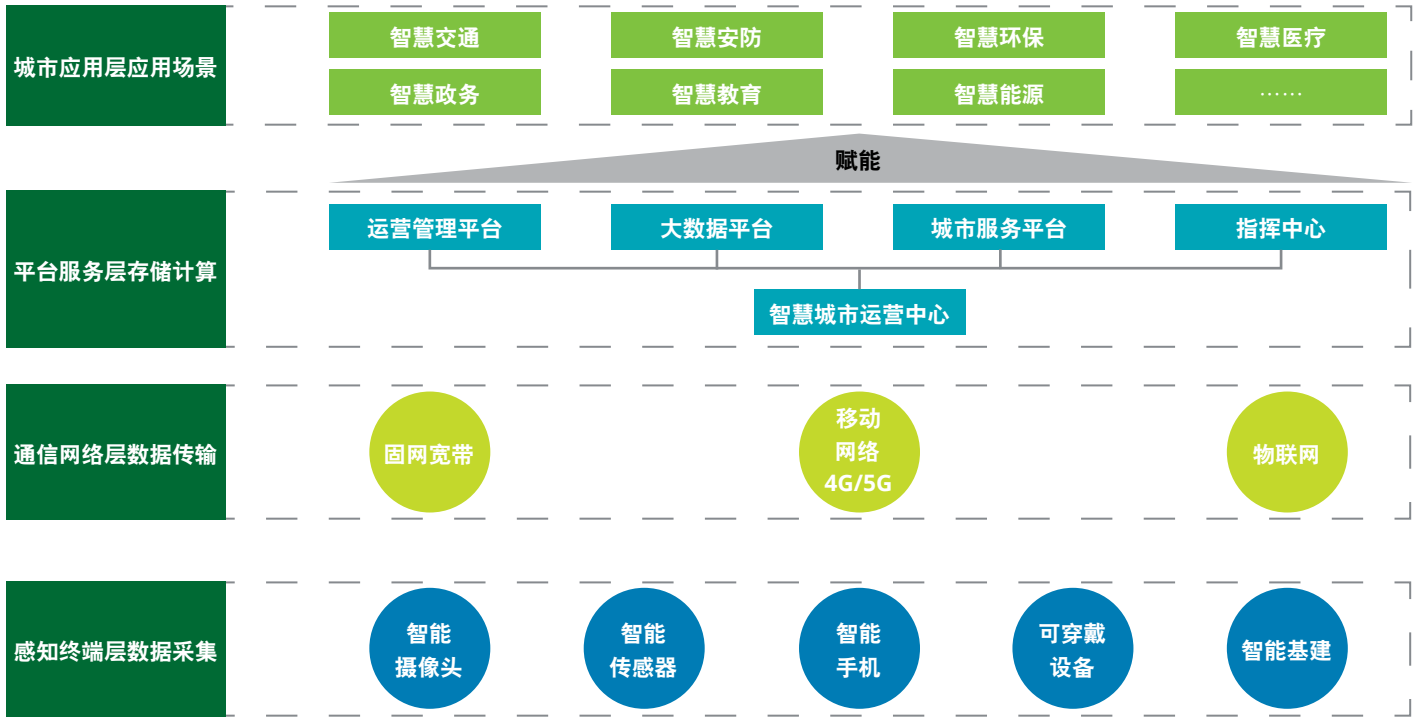 城市应用层应用场景
智慧交通
智慧安防
智慧环保
智慧医疗
智慧政务
智慧教育
智慧能源
……
赋能
平台服务层存储计算
运营管理平台
大数据平台
城市服务平台
指挥中心
智慧城市运营中心
通信网络层数据传输
固网宽带
移动
网络
4G/5G
物联网
感知终端层数据采集
智能
摄像头
智能
传感器
智能
手机
可穿戴
设备
智能基建